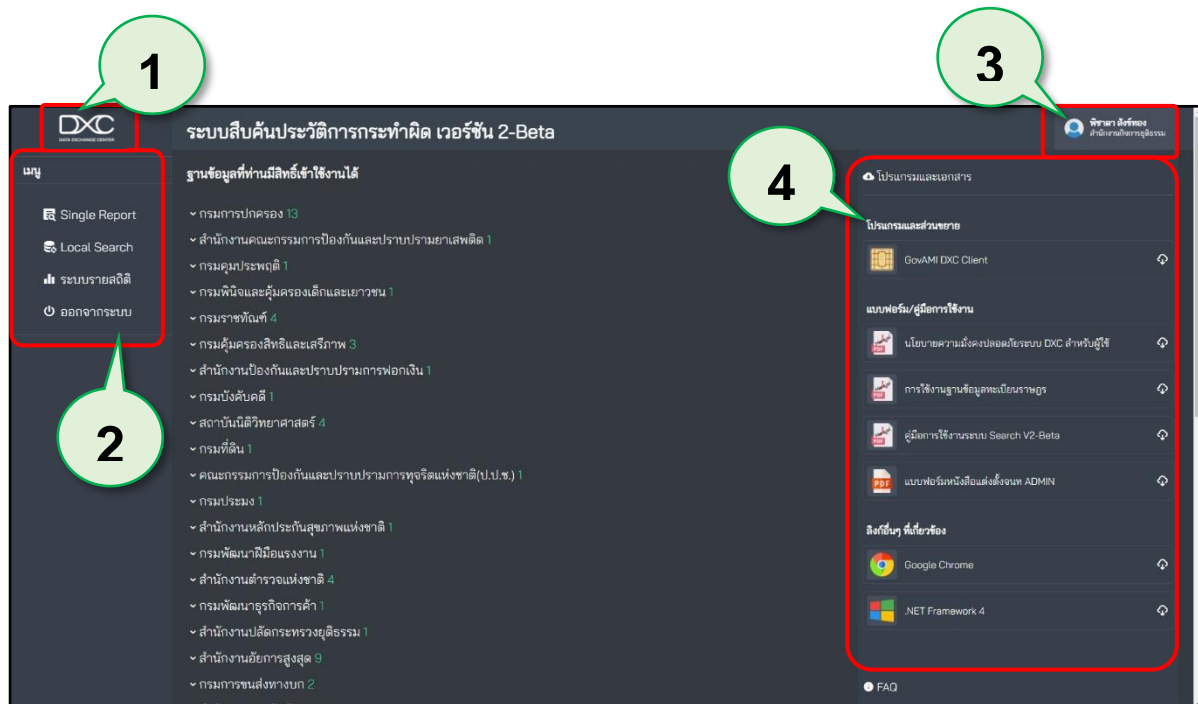 1
3
DXC
DATA EXCHANGE CENTER
ระบบสืบค้นประวัติการกระทำผิด เวอร์ชัน 2-Beta
พิชาดา สังข์ทอง
สำนักงานกิจการยุติธรรม
เมนู
Single Report
Local Search
ระบบรายสถิติ
ออกจากระบบ
2
ฐานข้อมูลที่ท่านมีสิทธิ์เข้าใช้งานได้
กรมการปกครอง 13
สำนักงานคณะกรรมการป้องกันและปราบปรามยาเสพติด 1
กรมคุมประพฤติ 1
กรมพินิจและคุ้มครองเด็กและเยาวชน 1
กรมราชทัณฑ์ 4
กรมคุ้มครองสิทธิและเสรีภาพ 3
สำนักงานป้องกันและปราบปรามการฟอกเงิน 1
กรมบังคับคดี 1
สถาบันนิติวิทยาศาสตร์ 4
กรมที่ดิน 1
คณะกรรมการป้องกันและปราบปรามการทุจริตแห่งชาติ(ป.ป.ช.) 1
กรมประมง 1
สำนักงานหลักประกันสุขภาพแห่งชาติ 1
กรมพัฒนาฝีมือแรงงาน 1
สำนักงานตำรวจแห่งชาติ 4
กรมพัฒนาธุรกิจการค้า 1
สำนักงานปลัดกระทรวงยุติธรรม 1
สำนักงานอัยการสูงสุด 9
กรมการขนส่งทางบก 2
4
โปรแกรมและเอกสาร
โปรแกรมและส่วนขยาย
GovAMI DXC Client
แบบฟอร์ม/คู่มือการใช้งาน
นโยบายความมั่งคงปลอดภัยระบบ DXC สำหรับผู้ใช้
การใช้งานฐานข้อมูลทะเบียนราษฎร
คู่มือการใช้งานระบบ Search V2-Beta
แบบฟอร์มหนังสือแต่งตั้งจนท ADMIN
ลิงก์อื่นๆ ที่เกี่ยวข้อง
Google Chrome
.NET Framework 4
FAQ